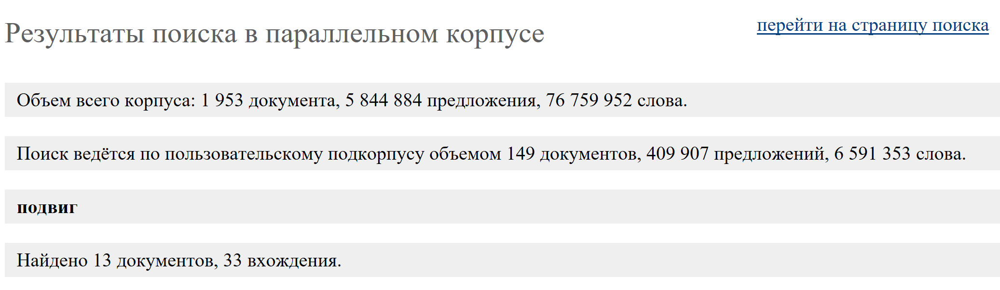 Результаты поиска в параллельном корпусе
перейти на страницу поиска
Объем всего корпуса: 1 953 документа, 5 844 884 предложения, 76 759 952 слова.
Поиск ведётся по пользовательскому подкорпусу объемом 149 документов, 409 907 предложений, 6 591 353 слова.
подвиг
Найдено 13 документов, 33 вхождения.